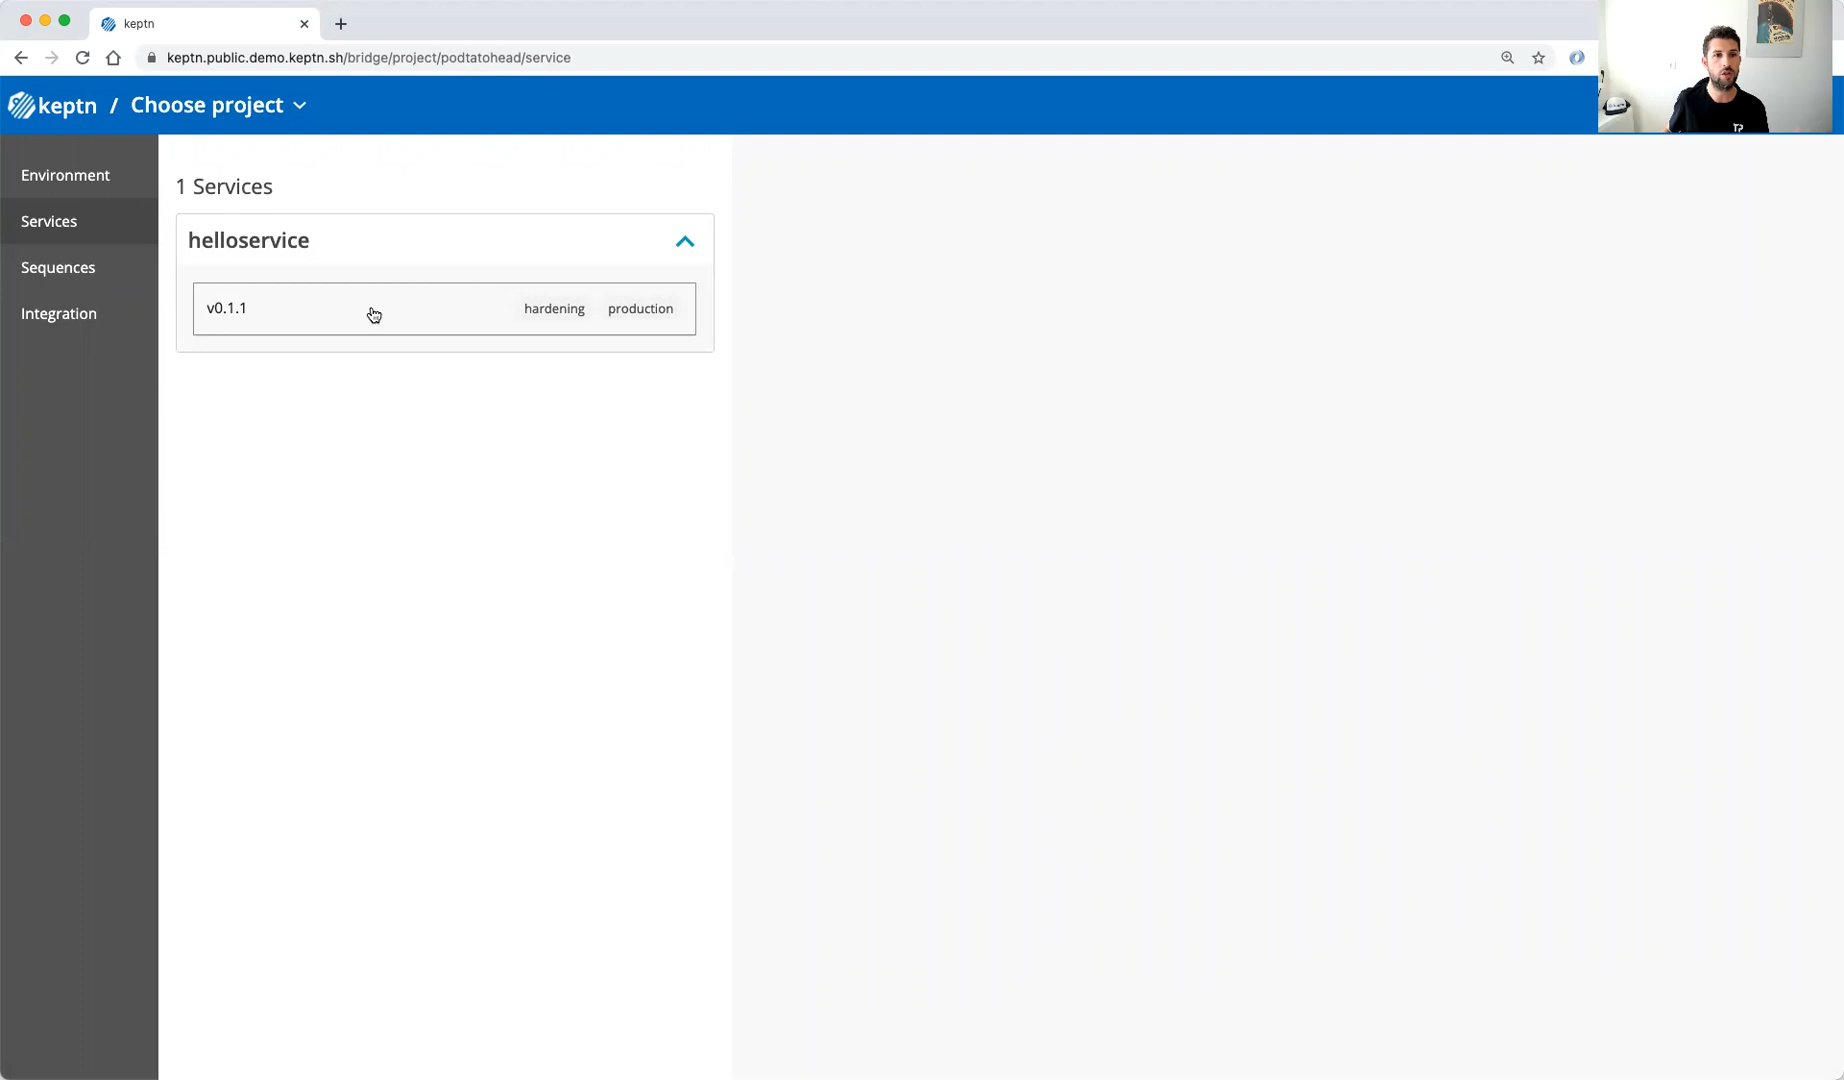 keptn
keptn.public.demo.keptn.sh/bridge/project/podtatohead/service
keptn / Choose project
Environment
Services
Sequences
Integration
1 Services
helloservice
v0.1.1 hardening production